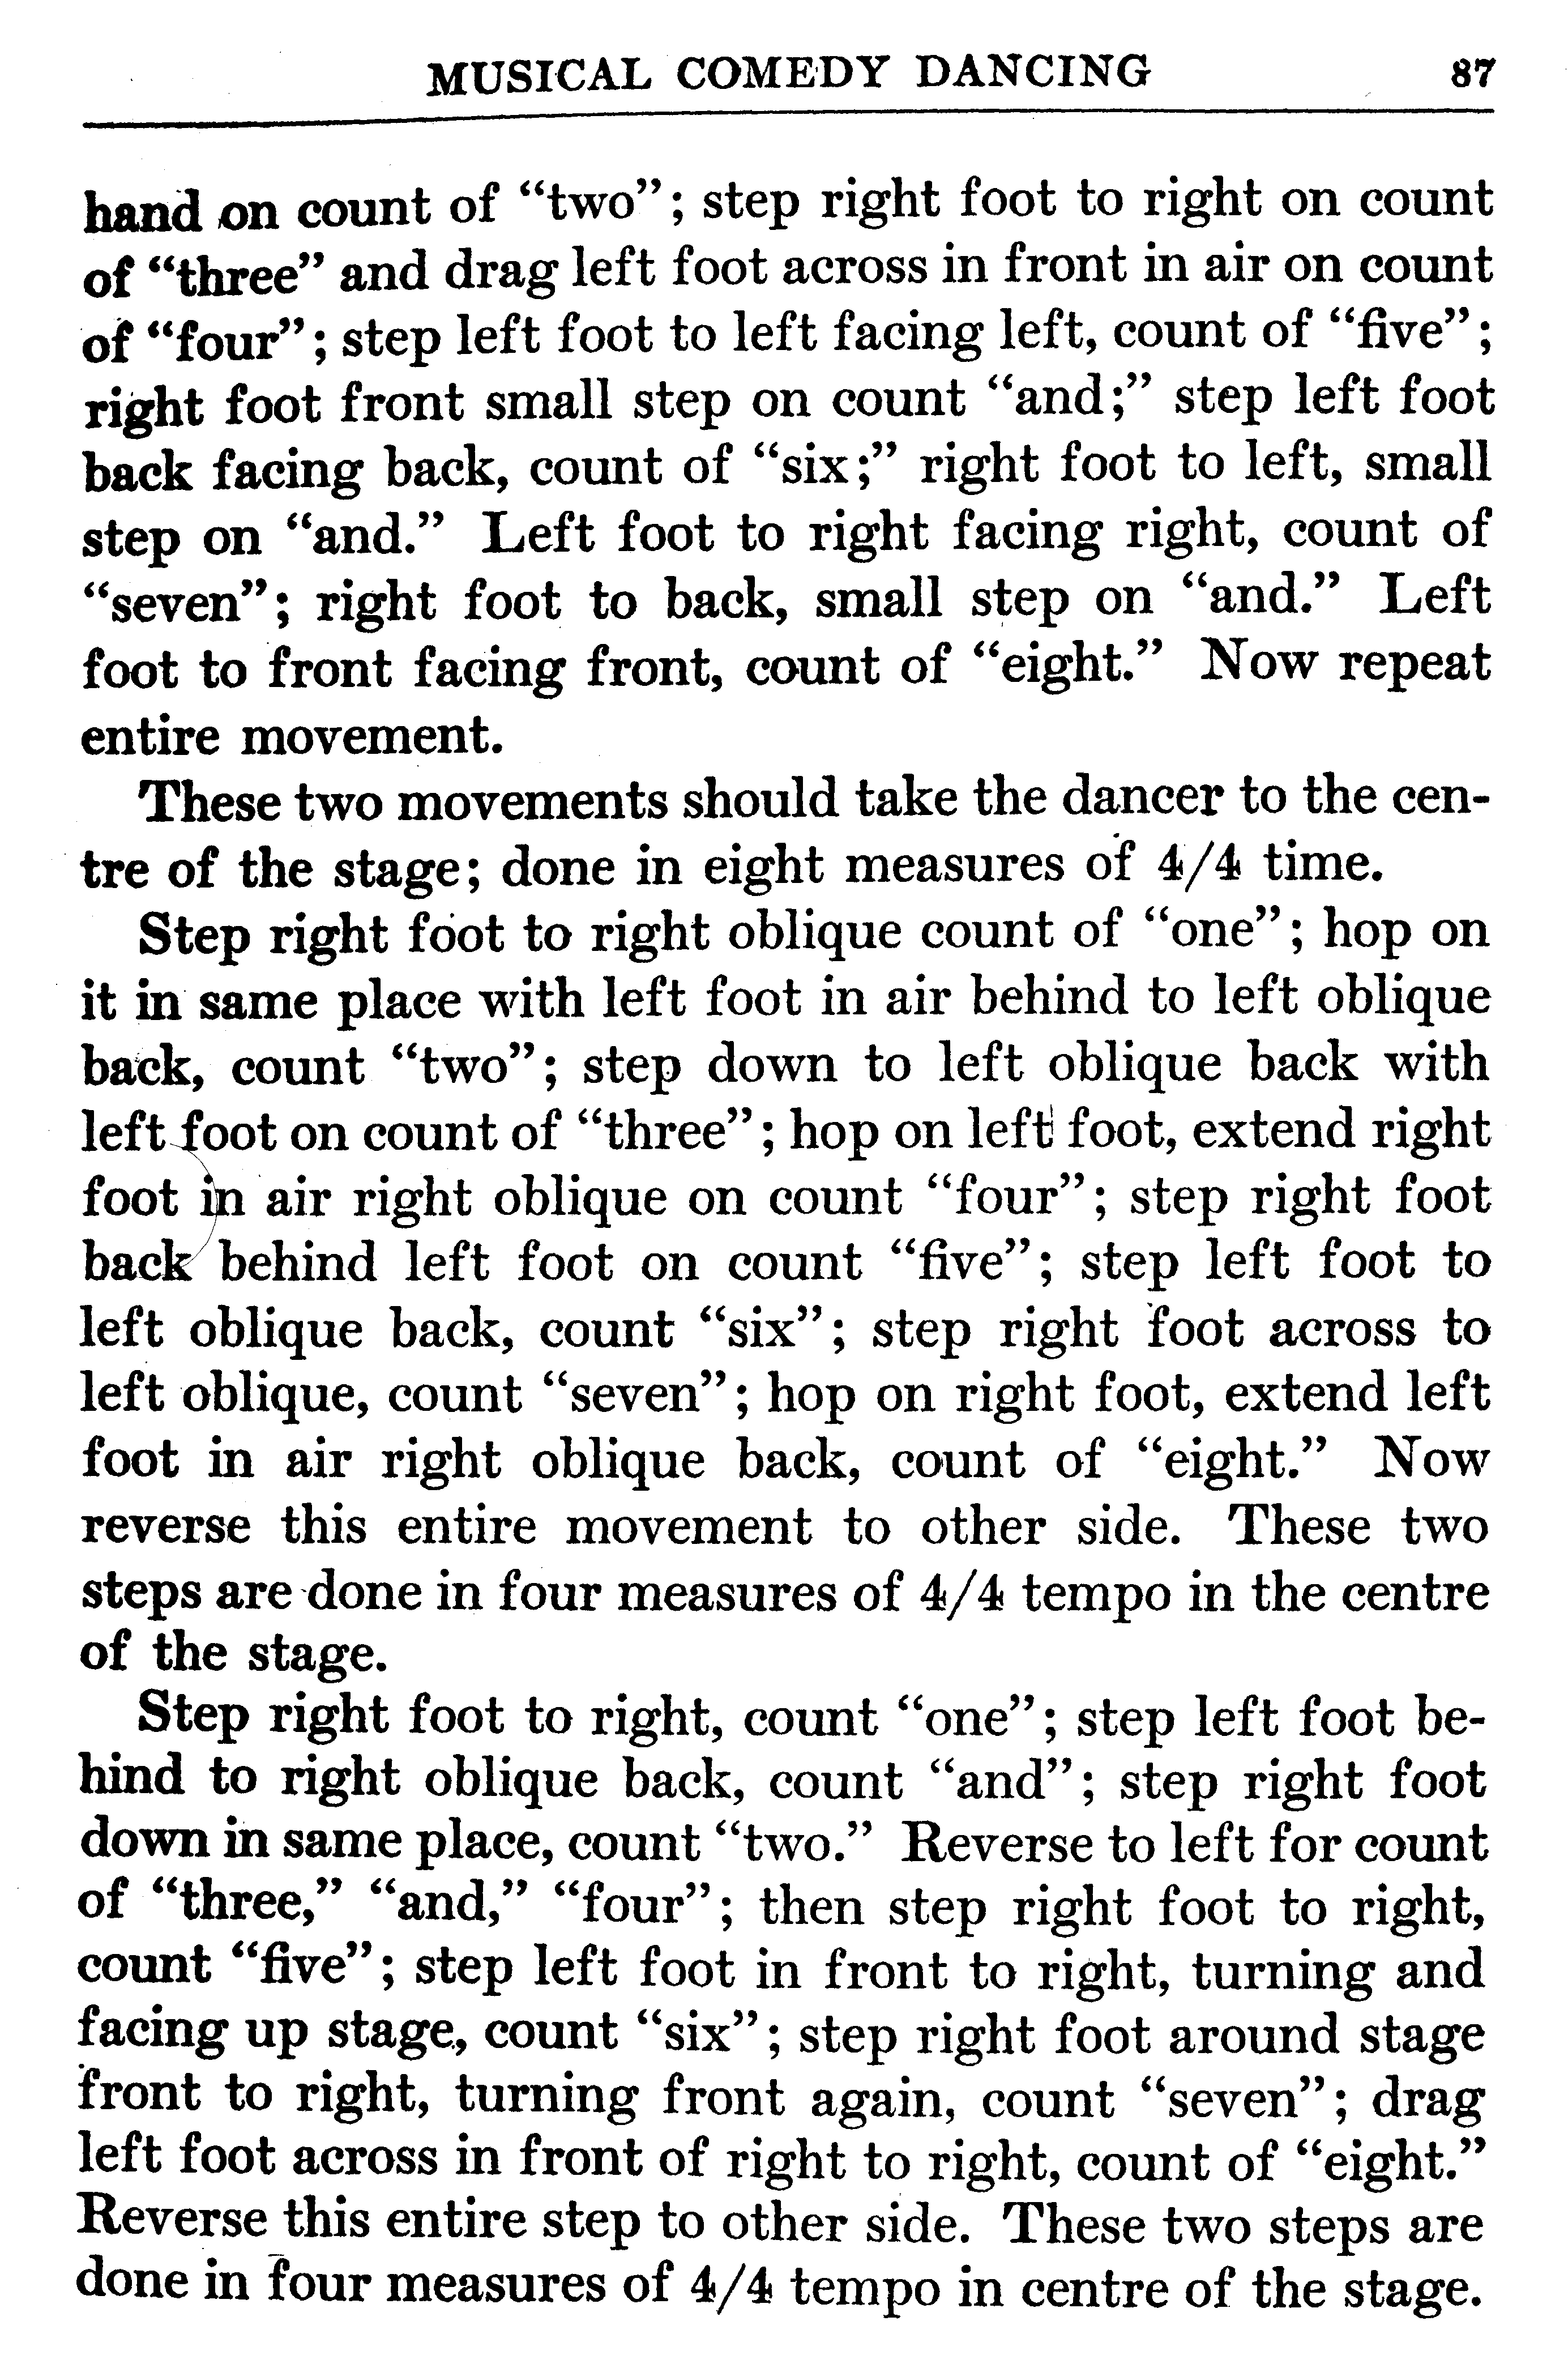 MUSICAL COMEDY DANCING 87
hand on count of “two”; step right foot to right on count
of “three” and drag left foot across in front in air on count
of “four”; step left foot to left facing left, count of “five”;
right foot front small step on count “and;” step left foot
back facing back, count of “six;” right foot to left, small
step on “and.” Left foot to right facing right, count of
“seven”; right foot to back, small step on “and.” Left
foot to front facing front, count of “eight.” Now repeat
entire movement.
These two movements should take the dancer to the cen-
tre of the stage; done in eight measures of 4/4 time.
Step right foot to right oblique count of “one”; hop on
it in same place with left foot in air behind to left oblique
back, count “two”; step down to left oblique back with
left foot on count of “three”; hop on left foot, extend right
foot in air right oblique on count “four”; step right foot
back behind left foot on count “five”; step left foot to
left oblique back, count “six”; step right foot across to
left oblique, count “seven”; hop on right foot, extend left
foot in air right oblique back, count of “eight.” Now
reverse this entire movement to other side. These two
steps are done in four measures of 4/4 tempo in the centre
of the stage.
Step right foot to right, count “one”; step left foot be-
hind to right oblique back, count “and”; step right foot
down in same place, count “two.” Reverse to left for count
of “three,” “and,” “four”; then step right foot to right,
count “five”; step left foot in front to right, turning and
facing up stage, count “six”; step right foot around stage
front to right, turning front again, count “seven”; drag
left foot across in front of right to right, count of “eight.”
Reverse this entire step to other side. These two steps are
done in four measures of 4/4 tempo in centre of the stage.